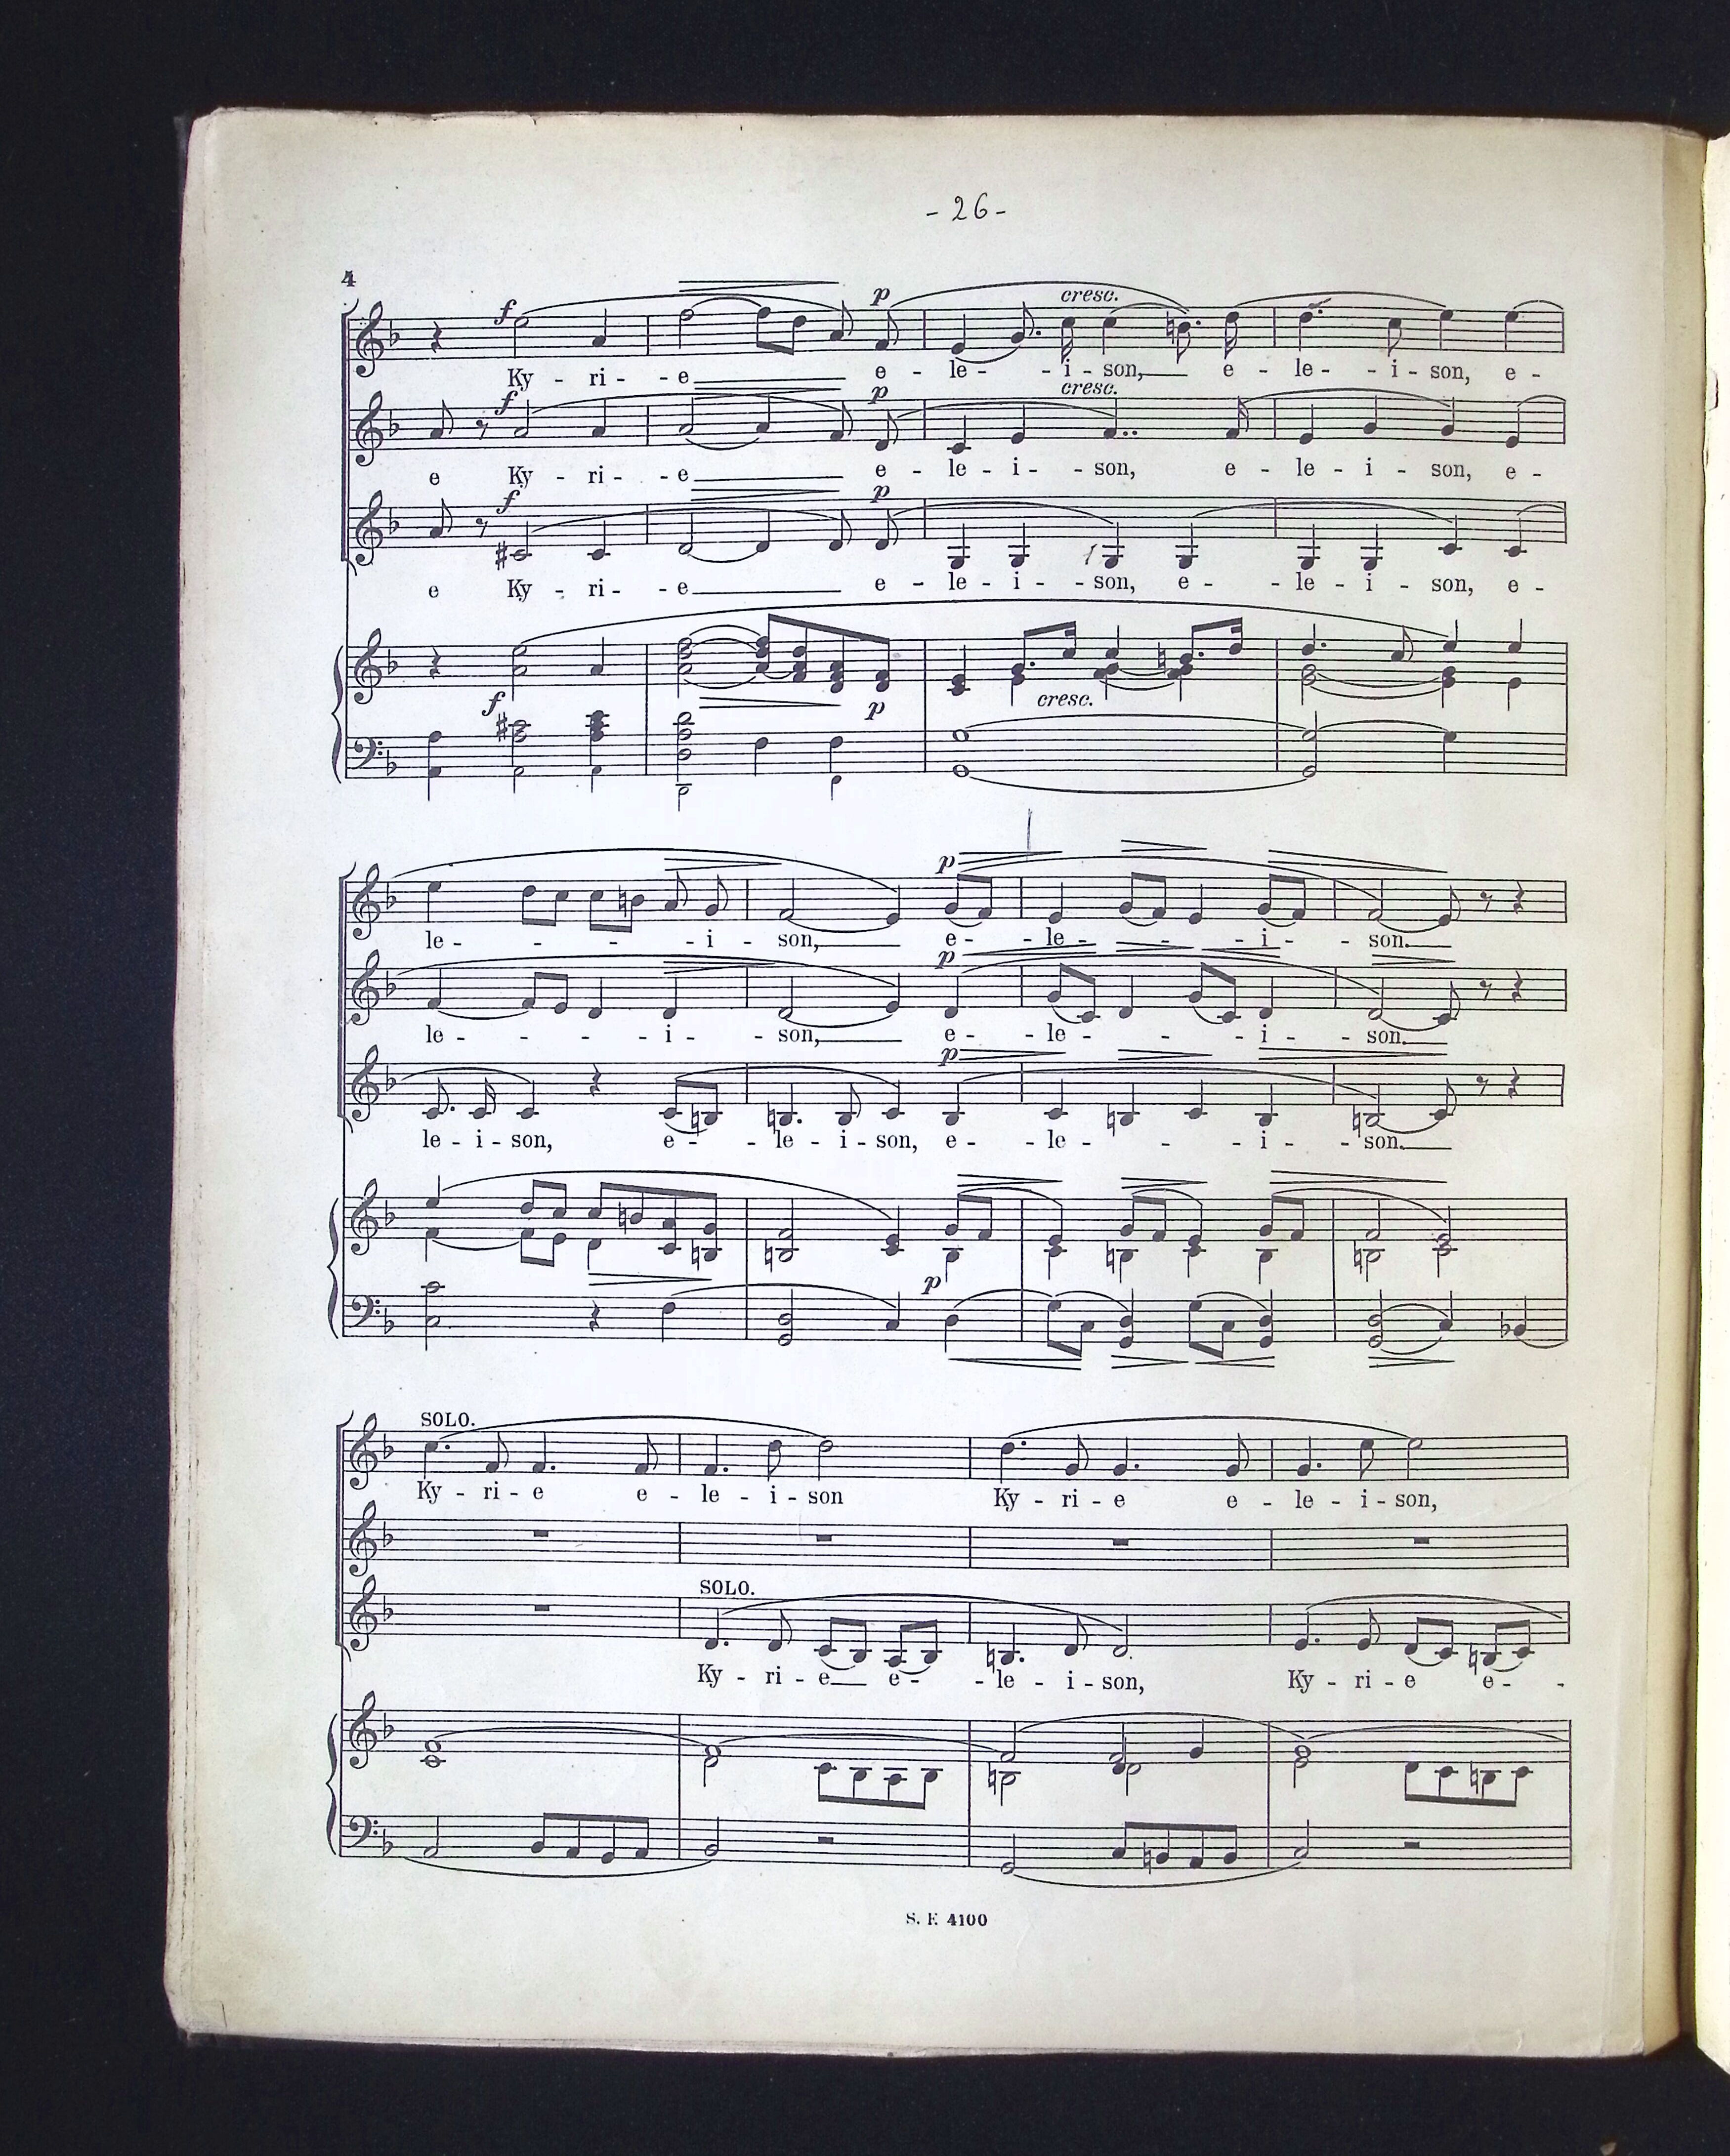 - 26 -
4
f p cresc.
Ky - ri - - e e - le - - i - son, e - le - - i - son, e -
f p cresc.
e Ky - ri - - e e - le - i - - son, e - le - i - son, e -
f p
e Ky - ri - - e e - le - i - - son, e - - le - i - son, e -
f p cresc.
p
le - - - - - i - son, e - - le - - - - i - - son.
p
le - - - - i - - son, e - - le - - - i - - son.
p
le - i - son, e - - le - i - son, e - - le - - - i - - son.
p
SOLO.
Ky - ri - e e - le - i - son Ky - ri - e e - le - i - son,
SOLO.
Ky - ri - e e - - le - i - son, Ky - ri - e e - -
S. E. 4100